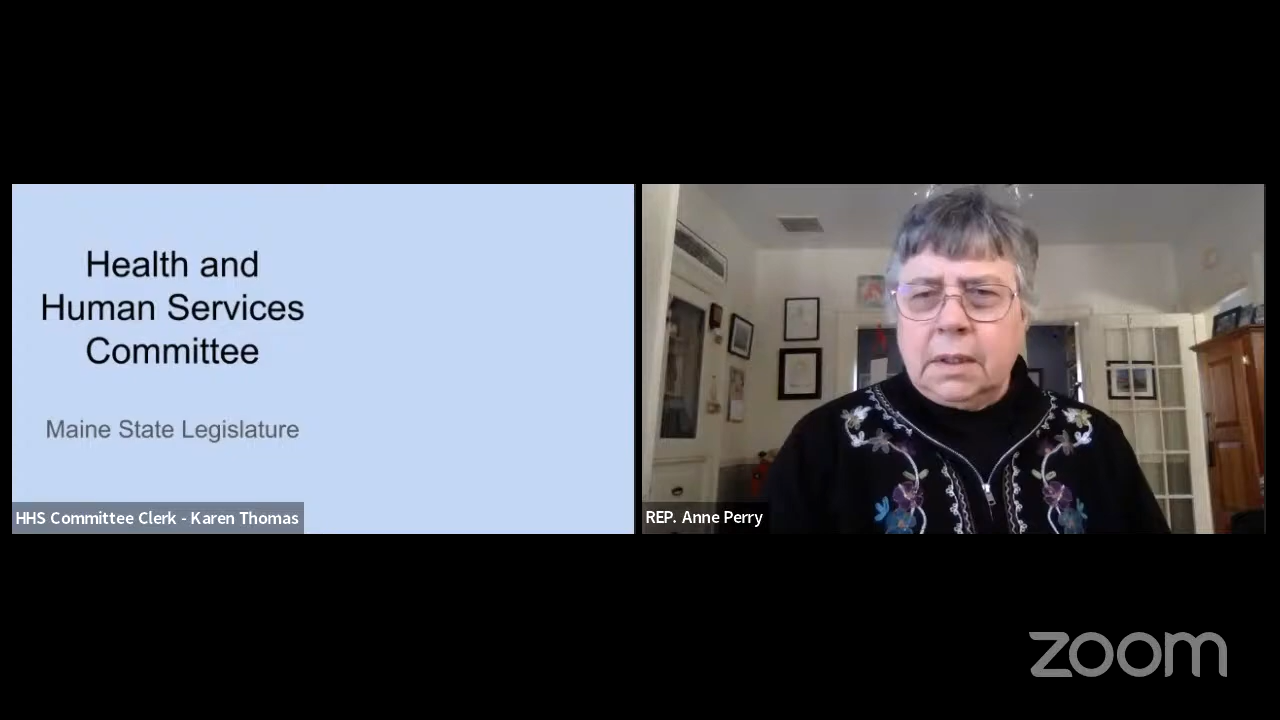 Health and
Human Services
Committee
Maine State Legislature
HHS Committee Clerk - Karen Thomas
REP. Anne Perry
zoom